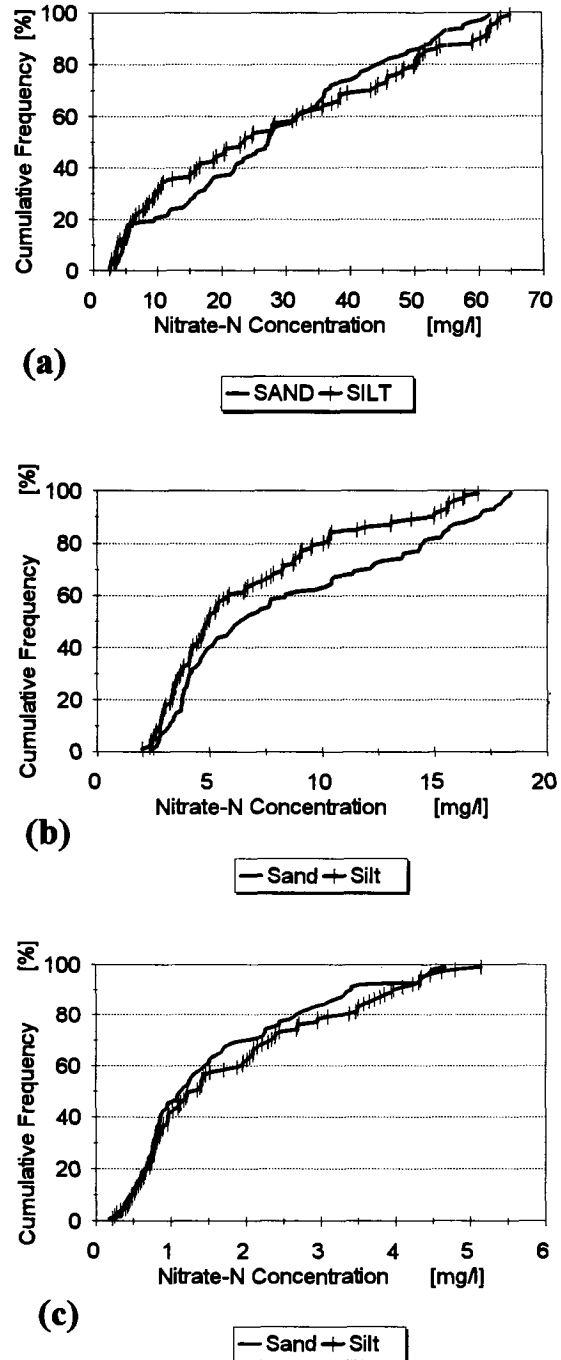 Cumulative Frequency [%]
100
80
60
40
20
0
0 10 20 30 40 50 60 70
Nitrate-N Concentration [mg/l]
(a)
SAND SILT
Cumulative Frequency [%]
100
80
60
40
20
0
0 5 10 15 20
Nitrate-N Concentration [mg/l]
(b)
Sand Silt
Cumulative Frequency [%]
100
80
60
40
20
0
0 1 2 3 4 5 6
Nitrate-N Concentration [mg/l]
(c)
Sand Silt